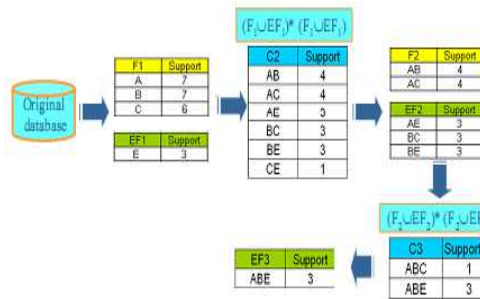 (F₁∪EF₁)* (F₁∪EF₁)
Original
database
F1 Support
A 7
B 7
C 6
EF1 Support
E 3
C2 Support
AB 4
AC 4
AE 3
BC 3
BE 3
CE 1
F2 Support
AB 4
AC 4
EF2 Support
AE 3
BC 3
BE 3
(F₂∪EF₂)* (F₂∪EF
C3 Support
ABC 1
ABE 3
EF3 Support
ABE 3